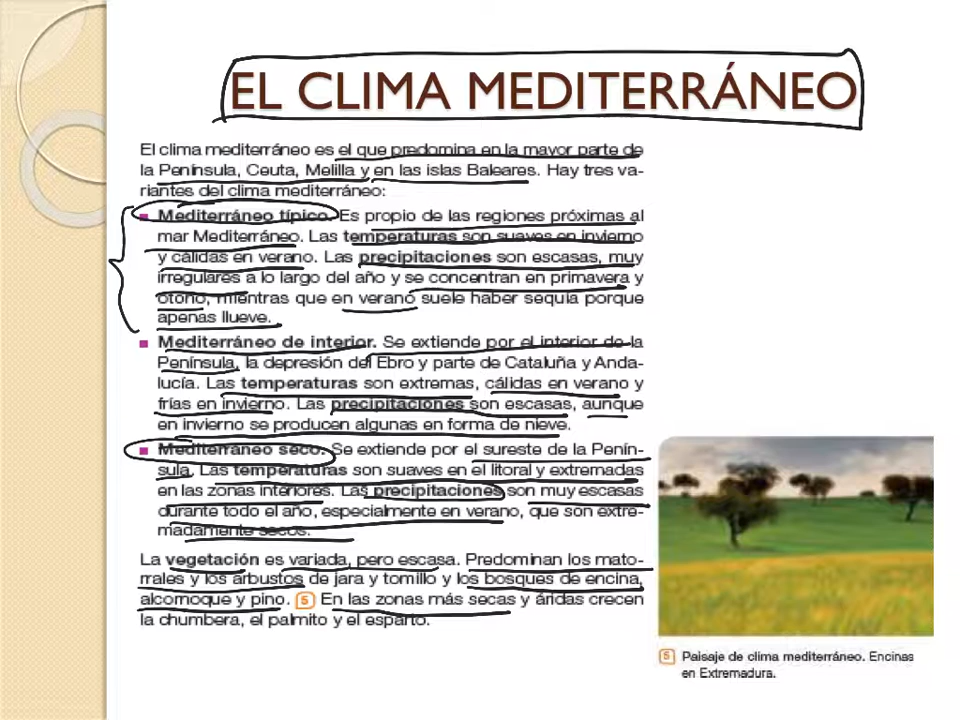 EL CLIMA MEDITERRÁNEO
El clima mediterráneo es el que predomina en la mayor parte de
la Península, Ceuta, Melilla y en las islas Baleares. Hay tres va-
riantes del clima mediterráneo:
Mediterráneo típico. Es propio de las regiones próximas al
mar Mediterráneo. Las temperaturas son suaves en invierno
y cálidas en verano. Las precipitaciones son escasas, muy
irregulares a lo largo del año y se concentran en primavera y
otoño, mientras que en verano suele haber sequía porque
apenas llueve.
Mediterráneo de interior. Se extiende por el interior de la
Península, la depresión del Ebro y parte de Cataluña y Anda-
lucía. Las temperaturas son extremas, cálidas en verano y
frías en invierno. Las precipitaciones son escasas, aunque
en invierno se producen algunas en forma de nieve.
Mediterráneo seco. Se extiende por el sureste de la Penín-
sula. Las temperaturas son suaves en el litoral y extremadas
en las zonas interiores. Las precipitaciones son muy escasas
durante todo el año, especialmente en verano, que son extre-
madamente secos.
La vegetación es variada, pero escasa. Predominan los mato-
rrales y los arbustos de jara y tomillo y los bosques de encina,
alcornoque y pino. 5 En las zonas más secas y áridas crecen
la chumbera, el palmito y el esparto.
5 Paisaje de clima mediterráneo. Encinas
en Extremadura.